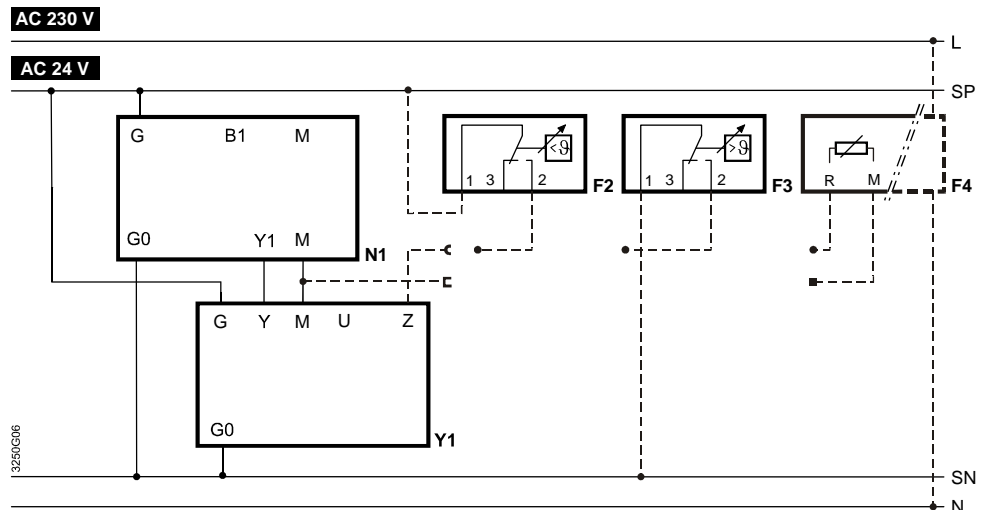 AC 230 V
L
AC 24 V
SP
G B1 M
<ϑ
>ϑ
1 3 2
F2
1 3 2
F3
R M
F4
G0 Y1 M
N1
G Y M U Z
G0
Y1
3250G06
SN
N